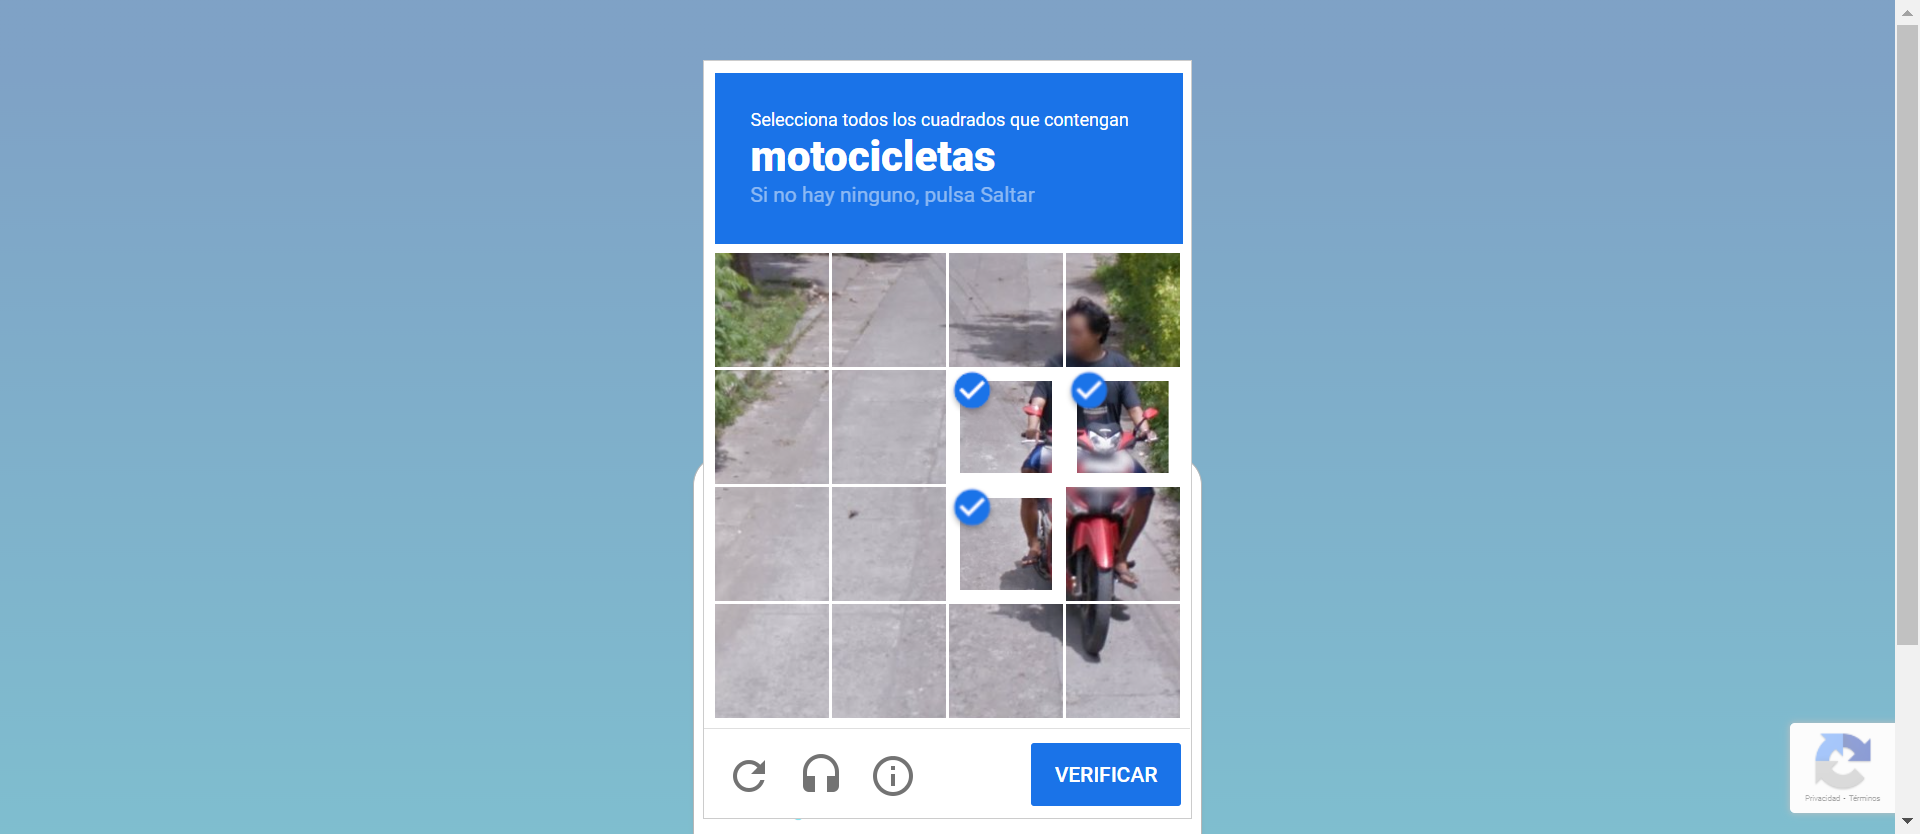 Selecciona todos los cuadrados que contengan
motocicletas
Si no hay ninguno, pulsa Saltar
VERIFICAR
Privacidad - Términos